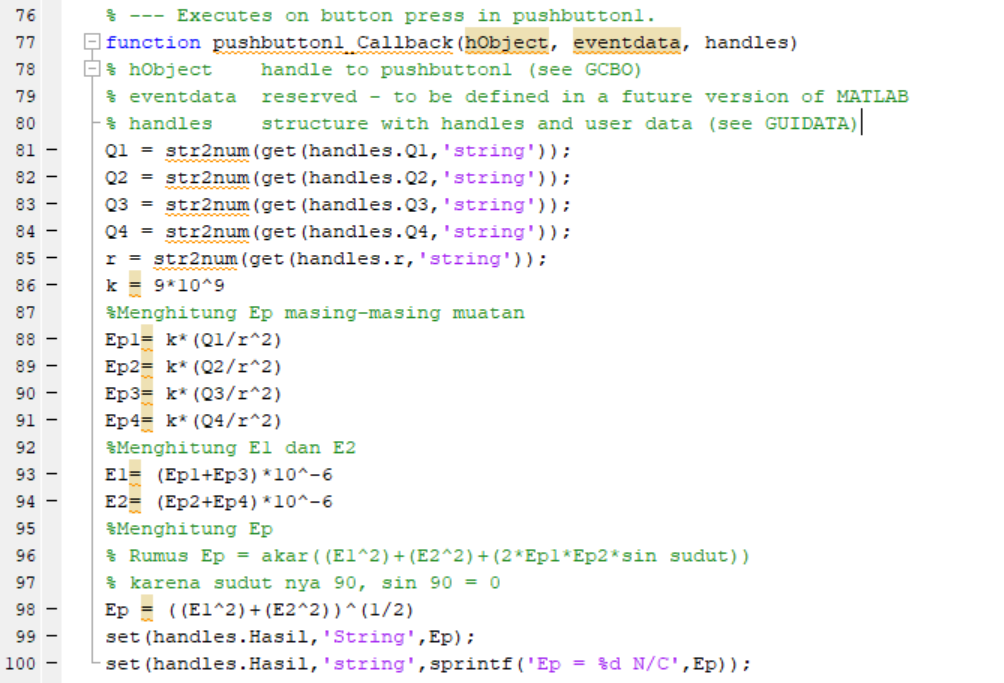 76 % --- Executes on button press in pushbutton1.
77 function pushbutton1_Callback(hObject, eventdata, handles)
78 % hObject    handle to pushbutton1 (see GCBO)
79 % eventdata  reserved - to be defined in a future version of MATLAB
80 % handles    structure with handles and user data (see GUIDATA)
81 - Q1 = str2num(get(handles.Q1,'string'));
82 - Q2 = str2num(get(handles.Q2,'string'));
83 - Q3 = str2num(get(handles.Q3,'string'));
84 - Q4 = str2num(get(handles.Q4,'string'));
85 - r = str2num(get(handles.r,'string'));
86 - k = 9*10^9
87 %Menghitung Ep masing-masing muatan
88 - Ep1= k*(Q1/r^2)
89 - Ep2= k*(Q2/r^2)
90 - Ep3= k*(Q3/r^2)
91 - Ep4= k*(Q4/r^2)
92 %Menghitung E1 dan E2
93 - E1= (Ep1+Ep3)*10^-6
94 - E2= (Ep2+Ep4)*10^-6
95 %Menghitung Ep
96 % Rumus Ep = akar((E1^2)+(E2^2)+(2*Ep1*Ep2*sin sudut))
97 % karena sudut nya 90, sin 90 = 0
98 - Ep = ((E1^2)+(E2^2))^(1/2)
99 - set(handles.Hasil,'String',Ep);
100 - set(handles.Hasil,'string',sprintf('Ep = %d N/C',Ep));